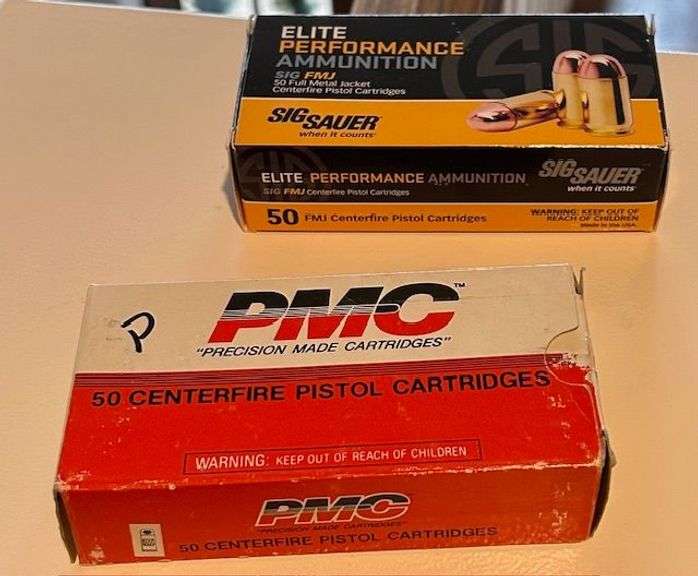 ELITE
PERFORMANCE
AMMUNITION
SIG FMJ
50 Full Metal Jacket
Centerfire Pistol Cartridges
SIG SAUER
when it counts
ELITE PERFORMANCE AMMUNITION
SIG FMJ Centerfire Pistol Cartridges
SIG SAUER
when it counts
50 FMJ Centerfire Pistol Cartridges
WARNING: KEEP OUT OF
REACH OF CHILDREN
Made in the USA.
P
PMC™
"PRECISION MADE CARTRIDGES"
50 CENTERFIRE PISTOL CARTRIDGES
WARNING: KEEP OUT OF REACH OF CHILDREN
PMC
"PRECISION MADE CARTRIDGES"
50 CENTERFIRE PISTOL CARTRIDGES